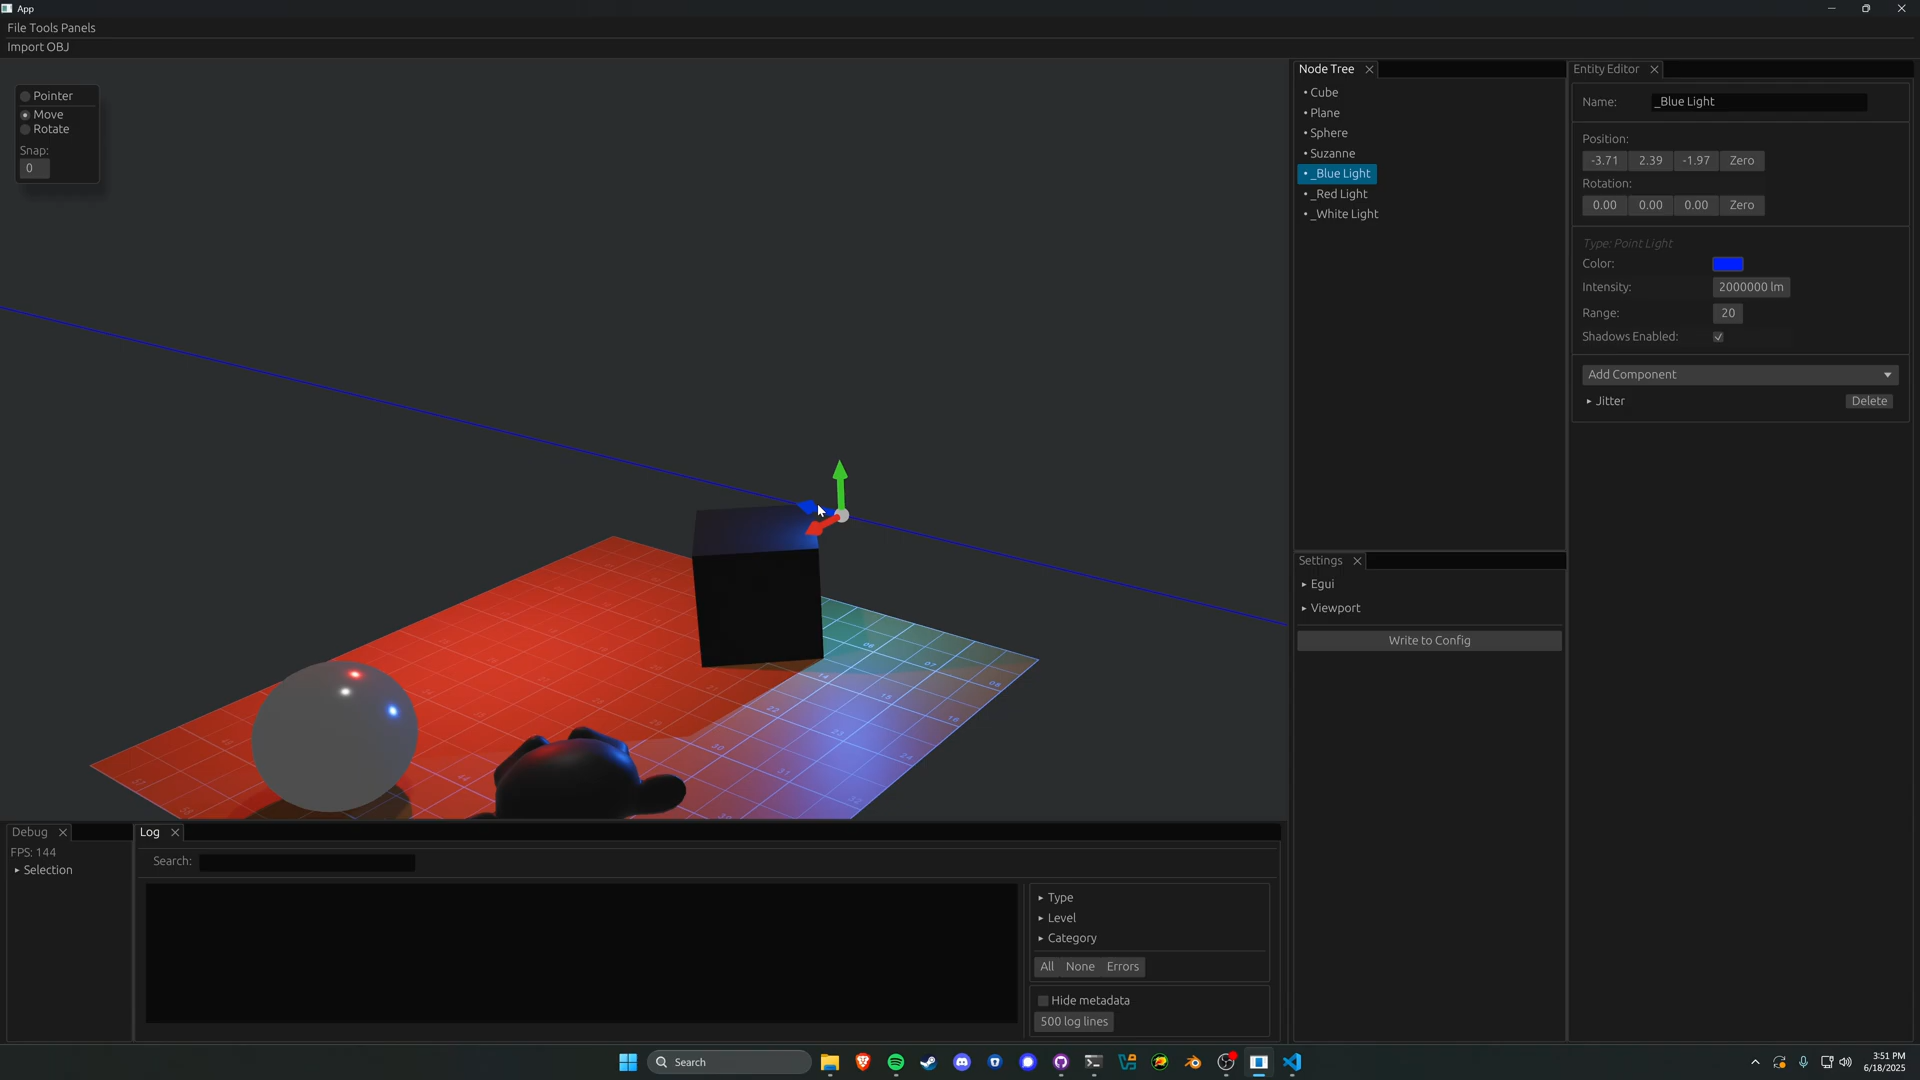 App
File Tools Panels
Import OBJ
Pointer
Move
Rotate
Snap:
0
Node Tree
Cube
Plane
Sphere
Suzanne
_Blue Light
_Red Light
_White Light
Settings
Egui
Viewport
Write to Config
Entity Editor
Name: _Blue Light
Position:
-3.71 2.39 -1.97 Zero
Rotation:
0.00 0.00 0.00 Zero
Type: Point Light
Color:
Intensity: 2000000 lm
Range: 20
Shadows Enabled:
Add Component
Jitter Delete
Debug
FPS: 144
Selection
Log
Search:
Type
Level
Category
All None Errors
Hide metadata
500 log lines
Search
3:51 PM
6/18/2025